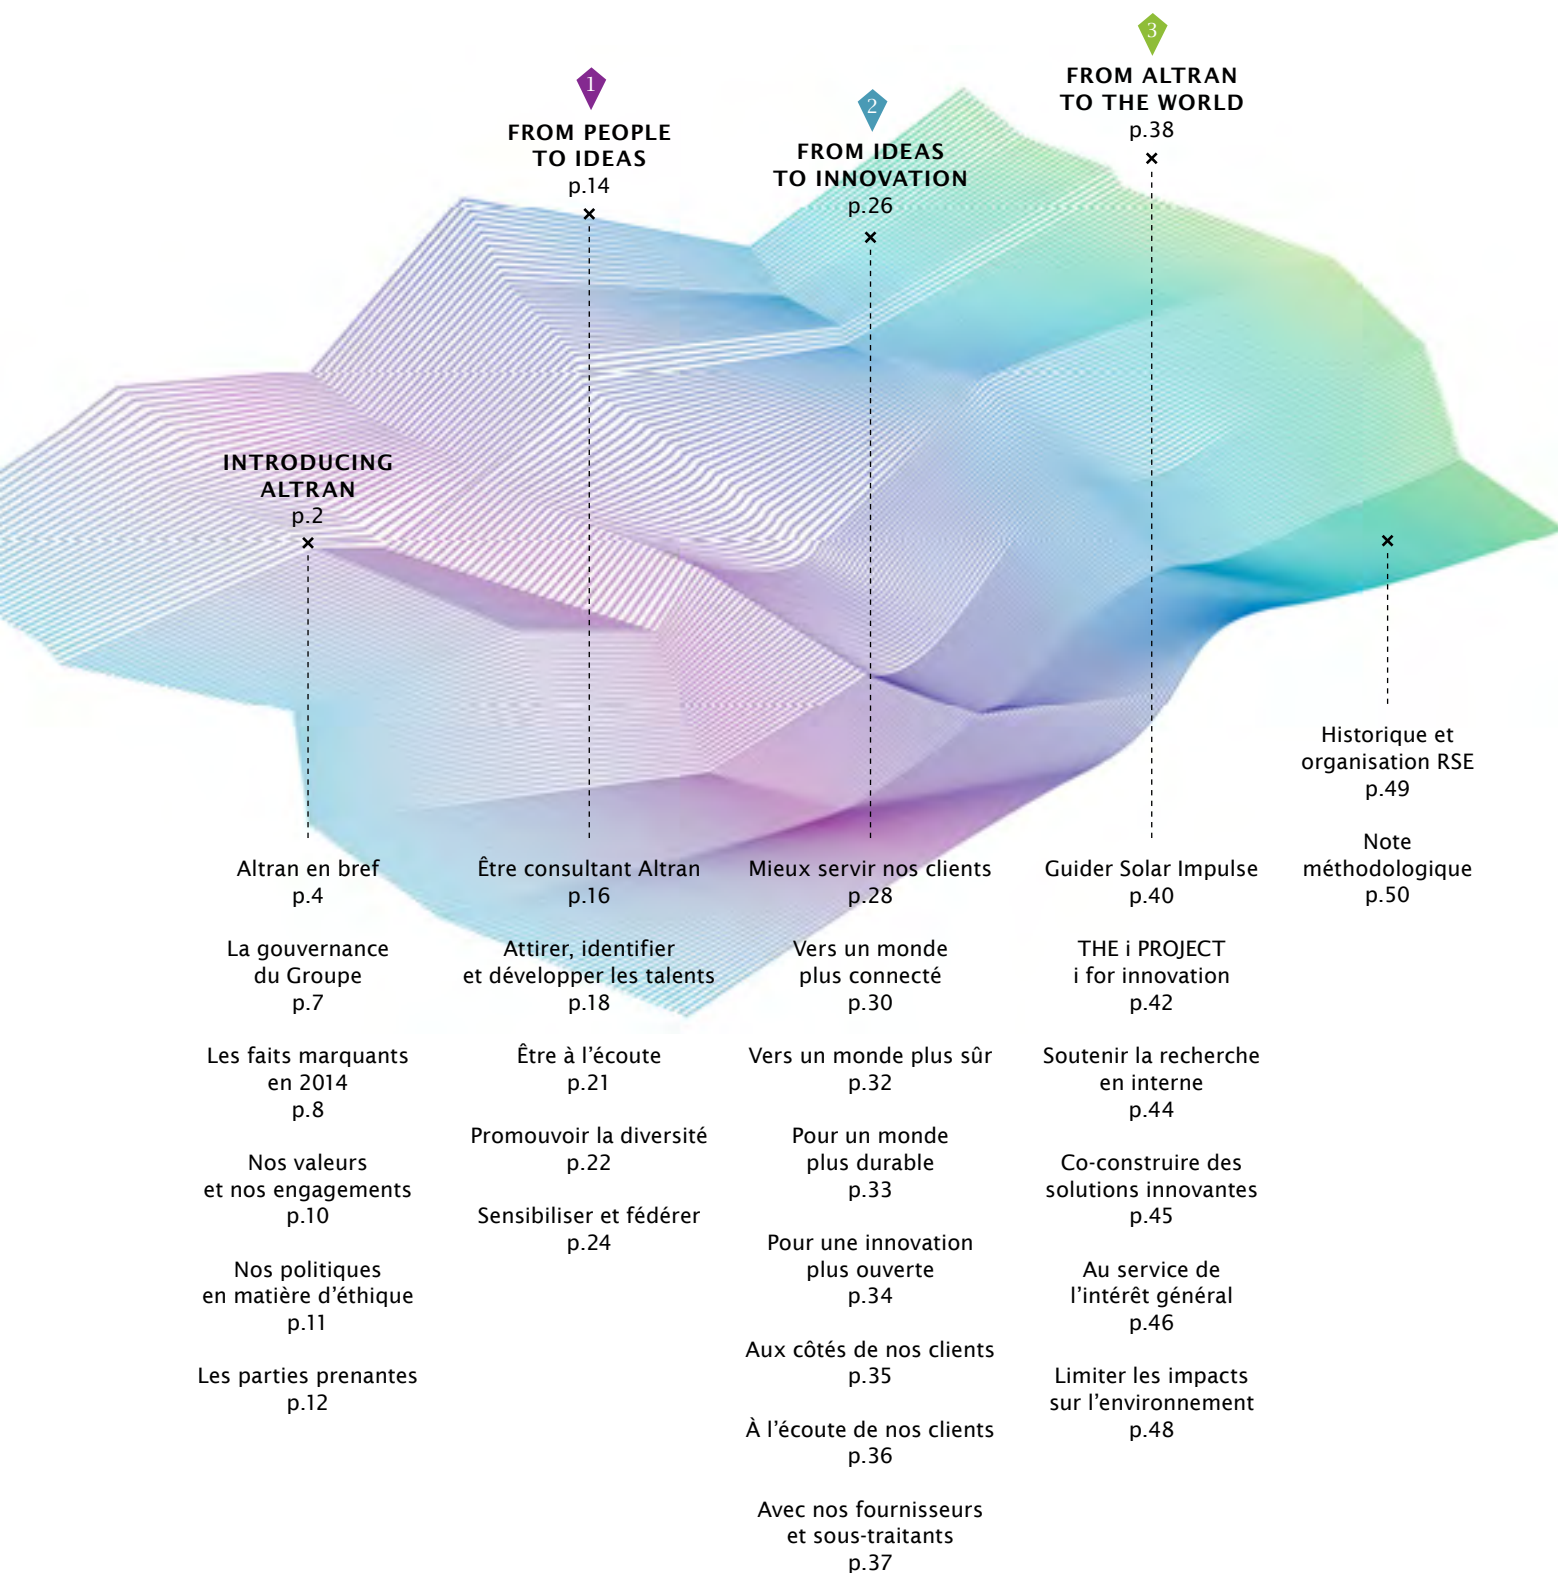 INTRODUCING
ALTRAN
p.2
Altran en bref
p.4
La gouvernance
du Groupe
p.7
Les faits marquants
en 2014
p.8
Nos valeurs
et nos engagements
p.10
Nos politiques
en matière d’éthique
p.11
Les parties prenantes
p.12
1
FROM PEOPLE
TO IDEAS
p.14
Être consultant Altran
p.16
Attirer, identifier
et développer les talents
p.18
Être à l’écoute
p.21
Promouvoir la diversité
p.22
Sensibiliser et fédérer
p.24
2
FROM IDEAS
TO INNOVATION
p.26
Mieux servir nos clients
p.28
Vers un monde
plus connecté
p.30
Vers un monde plus sûr
p.32
Pour un monde
plus durable
p.33
Pour une innovation
plus ouverte
p.34
Aux côtés de nos clients
p.35
À l’écoute de nos clients
p.36
Avec nos fournisseurs
et sous-traitants
p.37
3
FROM ALTRAN
TO THE WORLD
p.38
Guider Solar Impulse
p.40
THE i PROJECT
i for innovation
p.42
Soutenir la recherche
en interne
p.44
Co-construire des
solutions innovantes
p.45
Au service de
l’intérêt général
p.46
Limiter les impacts
sur l’environnement
p.48
Historique et
organisation RSE
p.49
Note
méthodologique
p.50